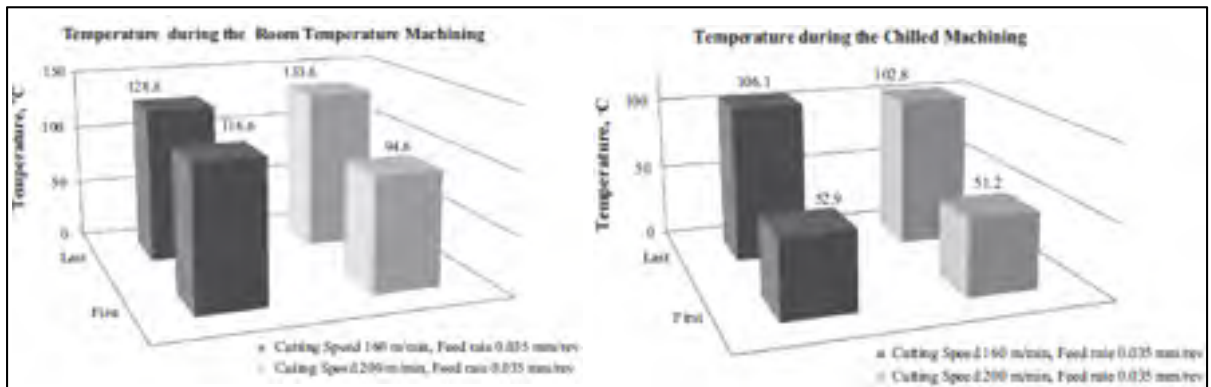 Temperature during the Room Temperature Machining
Temperature, °C
150
100
50
0
128.8
133.6
116.6
94.6
Last
First
Cutting Speed 160 m/min, Feed rate 0.035 mm/rev
Cutting Speed 200 m/min, Feed rate 0.035 mm/rev
Temperature during the Chilled Machining
Temperature, °C
100
50
0
106.1
102.8
52.9
51.2
Last
First
Cutting Speed 160 m/min, Feed rate 0.035 mm/rev
Cutting Speed 200 m/min, Feed rate 0.035 mm/rev